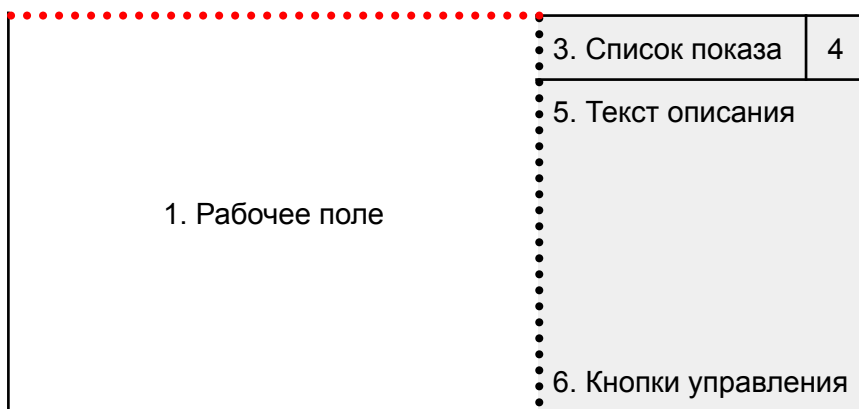 3. Список показа
4
5. Текст описания
1. Рабочее поле
6. Кнопки управления